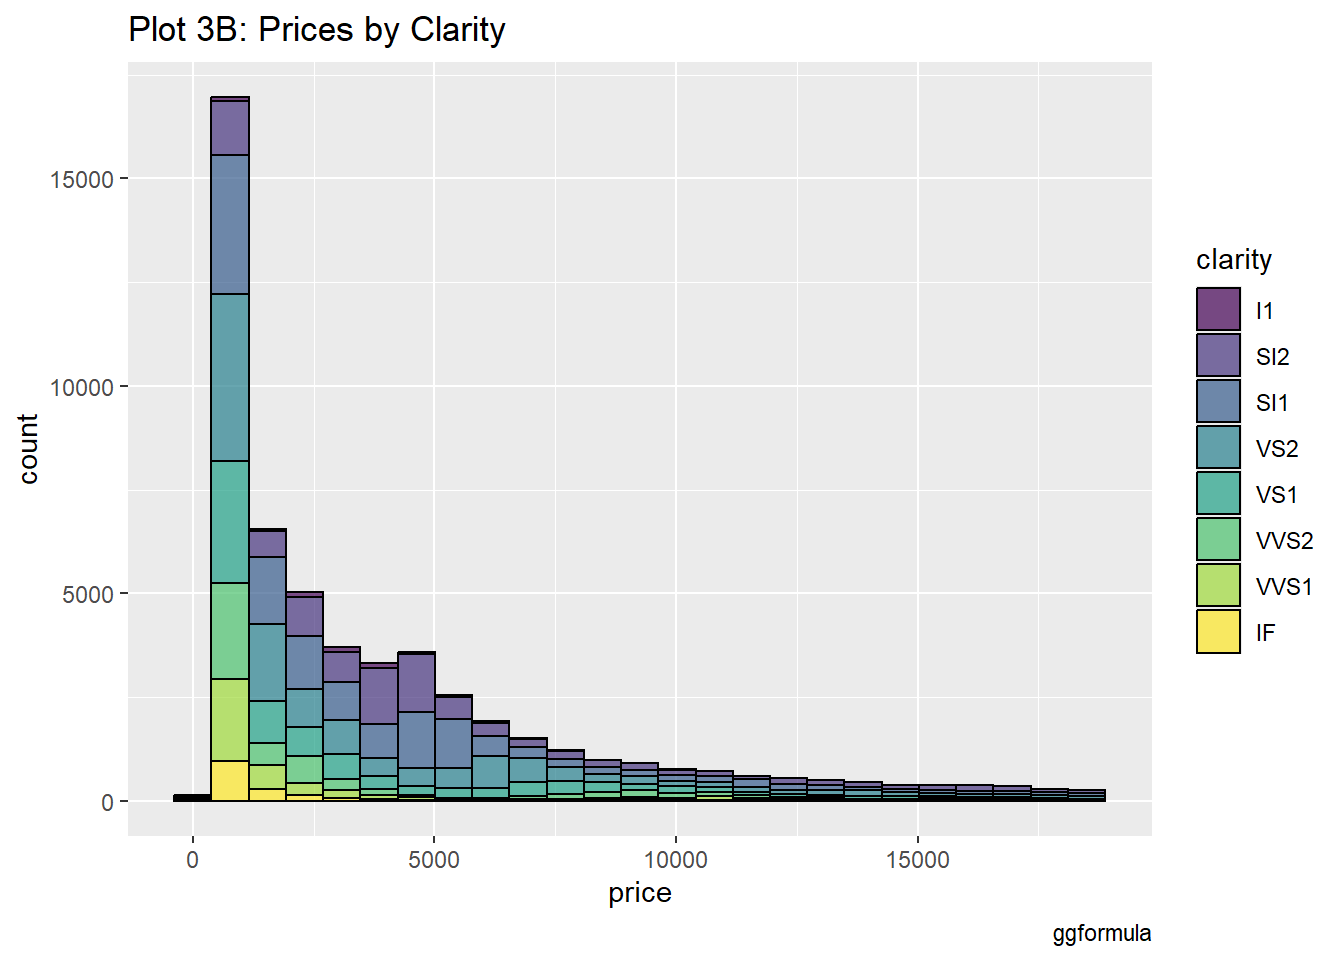 Plot 3B: Prices by Clarity
15000
10000
5000
0
count
0
5000
10000
15000
price
clarity
I1
SI2
SI1
VS2
VS1
VVS2
VVS1
IF
ggformula